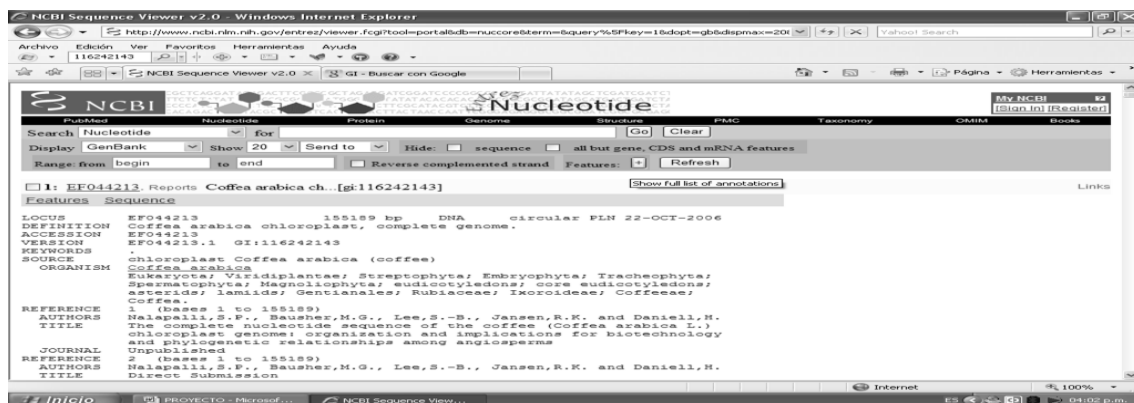 NCBI Sequence Viewer v2.0 - Windows Internet Explorer
http://www.ncbi.nlm.nih.gov/entrez/viewer.fcgi?tool=portal&db=nuccore&term=&query%5Fkey=1&dopt=gb&dispmax=20( Yahoo! Search
Archivo Edición Ver Favoritos Herramientas Ayuda
116242143
NCBI Sequence Viewer v2.0 GI - Buscar con Google Página Herramientas
NCBI Nucleotide My NCBI
[Sign In] [Register]
PubMed Nucleotide Protein Genome Structure PMC Taxonomy OMIM Books
Search Nucleotide for Go Clear
Display GenBank Show 20 Send to Hide: sequence all but gene, CDS and mRNA features
Range: from begin to end Reverse complemented strand Features: + Refresh
Show full list of annotations
1: EF044213. Reports Coffea arabica ch...[gi:116242143] Links
Features Sequence
LOCUS EF044213 155189 bp DNA circular PLN 22-OCT-2006
DEFINITION Coffea arabica chloroplast, complete genome.
ACCESSION EF044213
VERSION EF044213.1 GI:116242143
KEYWORDS .
SOURCE chloroplast Coffea arabica (coffee)
ORGANISM Coffea arabica
Eukaryota; Viridiplantae; Streptophyta; Embryophyta; Tracheophyta;
Spermatophyta; Magnoliophyta; eudicotyledons; core eudicotyledons;
asterids; lamiids; Gentianales; Rubiaceae; Ixoroideae; Coffeeae;
Coffea.
REFERENCE 1 (bases 1 to 155189)
AUTHORS Nalapalli,S.P., Bausher,M.G., Lee,S.-B., Jansen,R.K. and Daniell,H.
TITLE The complete nucleotide sequence of the coffee (Coffea arabica L.)
chloroplast genome: organization and implications for biotechnology
and phylogenetic relationships among angiosperms
JOURNAL Unpublished
REFERENCE 2 (bases 1 to 155189)
AUTHORS Nalapalli,S.P., Bausher,M.G., Lee,S.-B., Jansen,R.K. and Daniell,H.
TITLE Direct Submission
Internet 100%
Inicio PROYECTO - Microsof... NCBI Sequence View... ES 04:02 p.m.